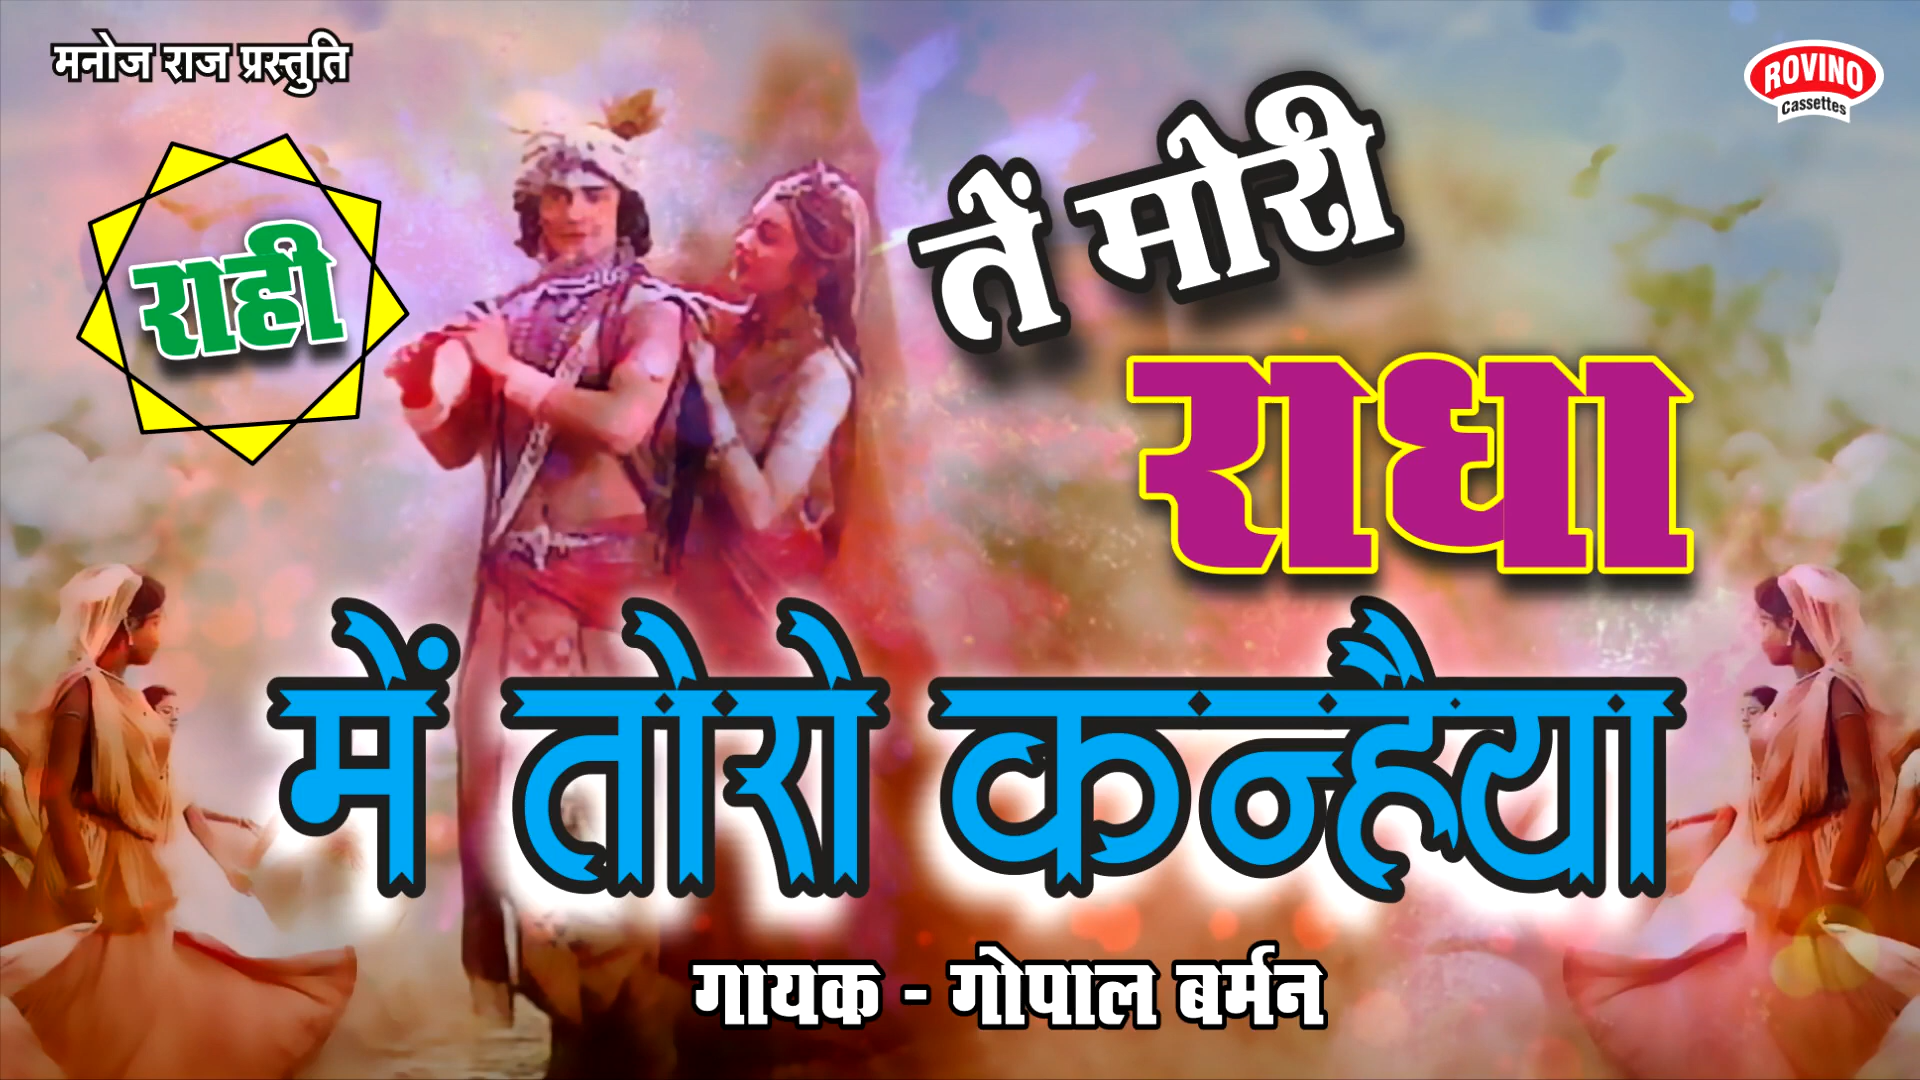 मनोज राज प्रस्तुति
ROVINO
Cassettes
राही
तें मोरी
राधा
में तोरो कन्हैया
गायक - गोपाल बर्मन